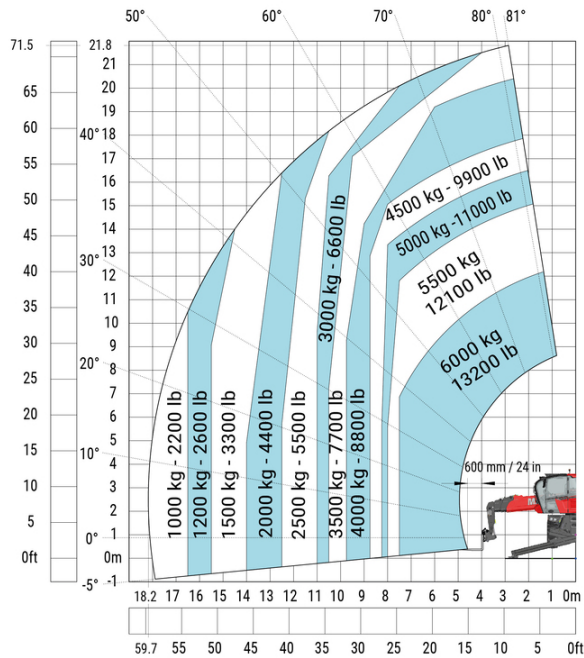 50° 60° 70° 80° 81°
71.5 21.8
21
65 20
19
60 40° 18
17
55 16
50 15
14
45 13
30° 12
40 11
35 10
9
30 8
25 20° 7
6
20 5
15 10° 4
3
10 2
5 1
0° 0m
0ft
-5° -1
1000 kg - 2200 lb
1200 kg - 2600 lb
1500 kg - 3300 lb
2000 kg - 4400 lb
2500 kg - 5500 lb
3000 kg - 6600 lb
3500 kg - 7700 lb
4000 kg - 8800 lb
4500 kg - 9900 lb
5000 kg -11000 lb
5500 kg
12100 lb
6000 kg
13200 lb
600 mm / 24 in
18.2 17 16 15 14 13 12 11 10 9 8 7 6 5 4 3 2 1 0m
59.7 55 50 45 40 35 30 25 20 15 10 5 0ft